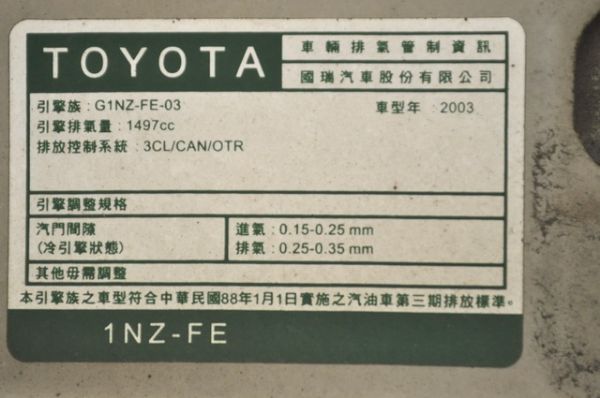 TOYOTA
車輛排氣管制資訊
國瑞汽車股份有限公司
引擎族 : G1NZ-FE-03 車型年 : 2003
引擎排氣量 : 1497cc
排放控制系統 : 3CL/CAN/OTR
引擎調整規格
汽門間隙 進氣 : 0.15-0.25 mm
(冷引擎狀態) 排氣 : 0.25-0.35 mm
其他毋需調整
本引擎族之車型符合中華民國88年1月1日實施之汽油車第三期排放標準。
1NZ-FE